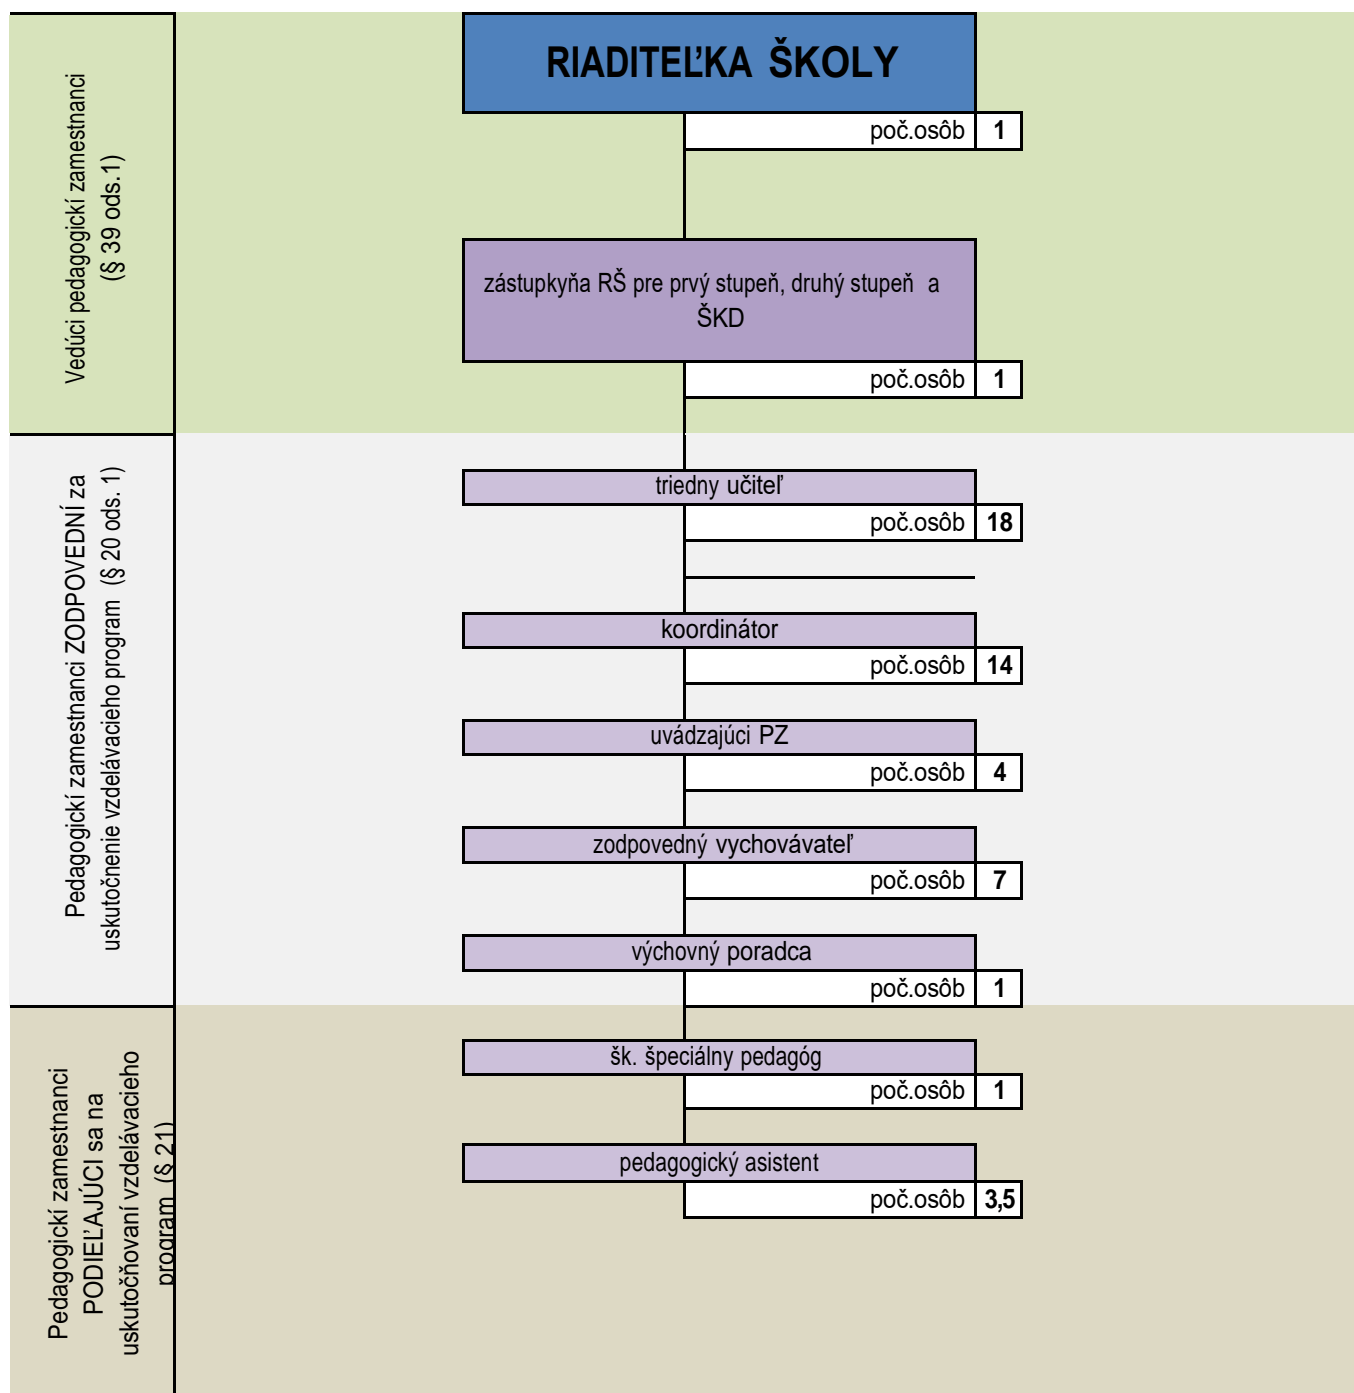 RIADITEĽKA ŠKOLY
poč.osôb 1
Vedúci pedagogickí zamestnanci
(§ 39 ods.1)
zástupkyňa RŠ pre prvý stupeň, druhý stupeň a
ŠKD
poč.osôb 1
Pedagogickí zamestnanci ZODPOVEDNÍ za
uskutočnenie vzdelávacieho program (§ 20 ods. 1)
triedny učiteľ
poč.osôb 18
koordinátor
poč.osôb 14
uvádzajúci PZ
poč.osôb 4
zodpovedný vychovávateľ
poč.osôb 7
výchovný poradca
poč.osôb 1
Pedagogickí zamestnanci
PODIEĽAJÚCI sa na
uskutočňovaní vzdelávacieho
program (§ 21)
šk. špeciálny pedagóg
poč.osôb 1
pedagogický asistent
poč.osôb 3,5